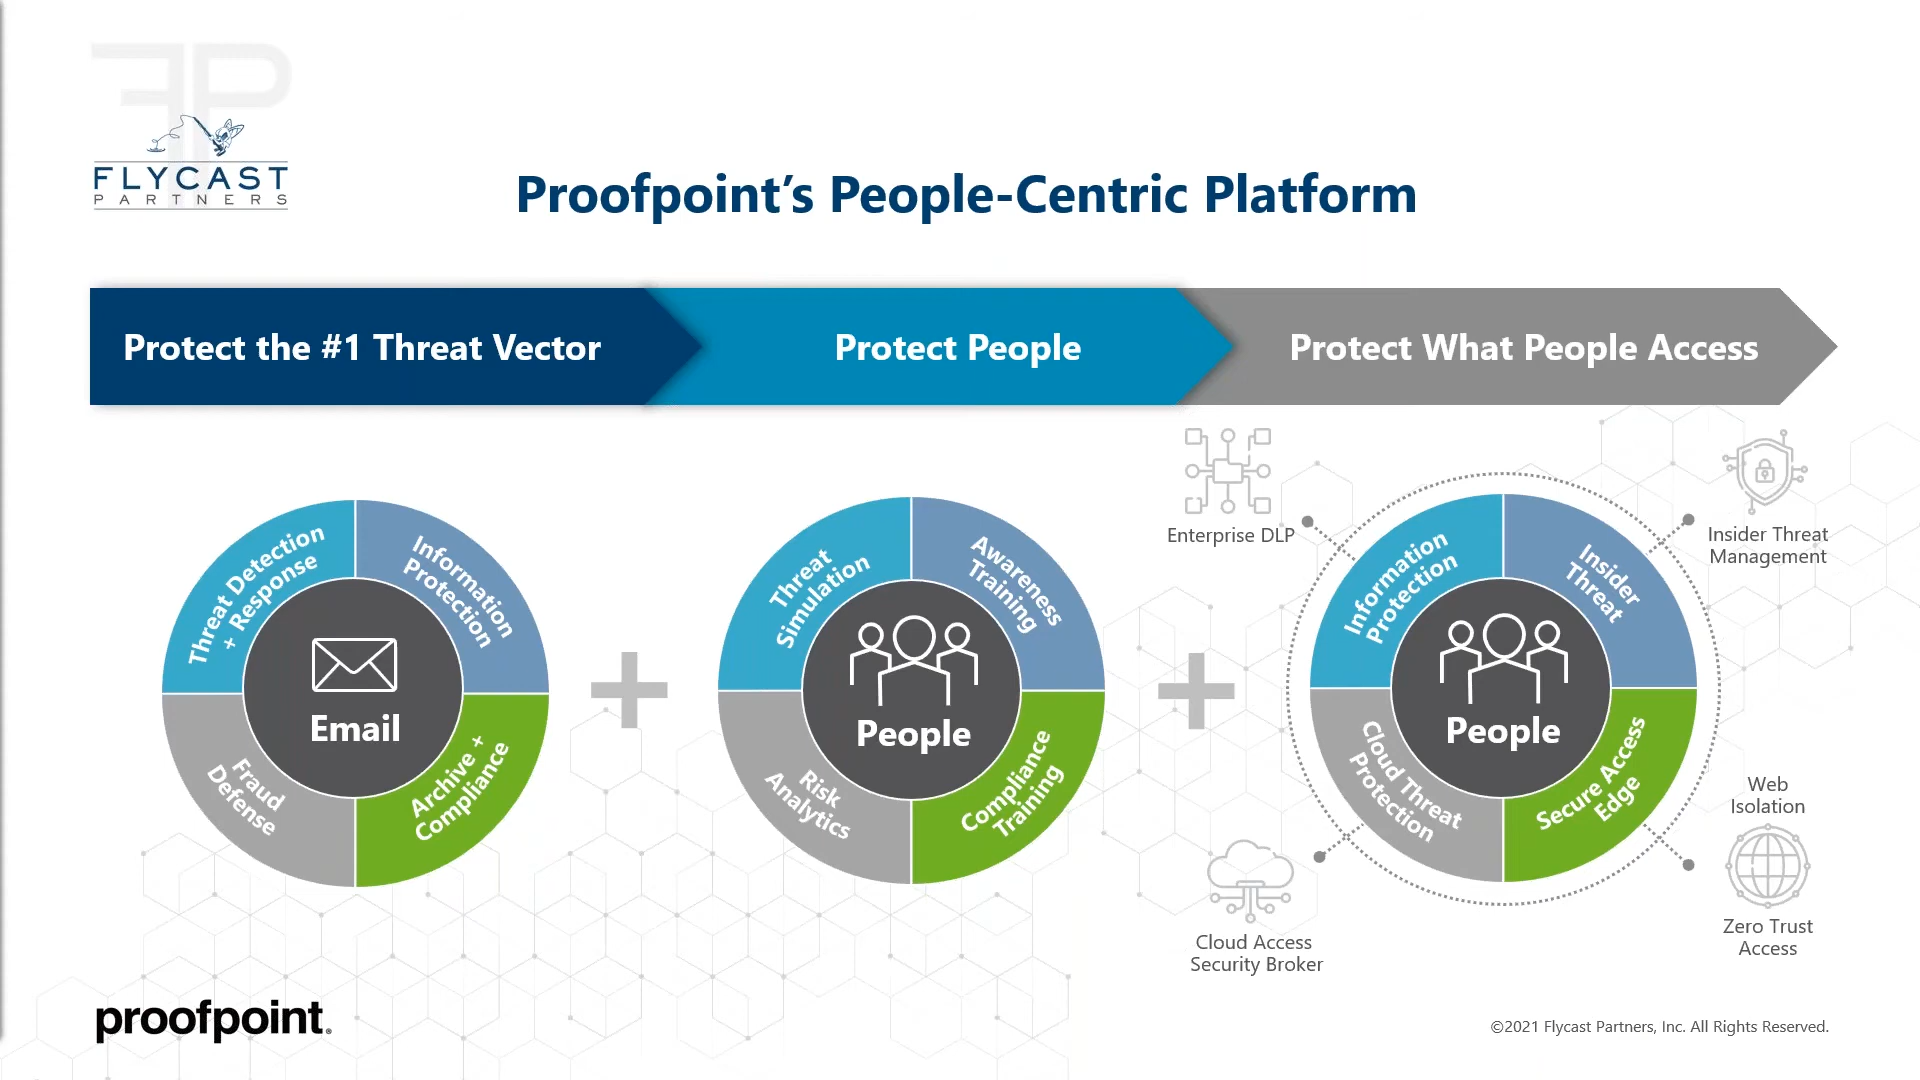 FP
FLYCAST
PARTNERS
Proofpoint’s People-Centric Platform
Protect the #1 Threat Vector
Protect People
Protect What People Access
Threat Detection
+ Response
Information
Protection
Fraud
Defense
Archive +
Compliance
Email
Threat
Simulation
Awareness
Training
Risk
Analytics
Compliance
Training
People
Enterprise DLP
Insider Threat
Management
Information
Protection
Insider
Threat
Cloud Threat
Protection
Secure Access
Edge
People
Web
Isolation
Zero Trust
Access
Cloud Access
Security Broker
proofpoint®
©2021 Flycast Partners, Inc. All Rights Reserved.